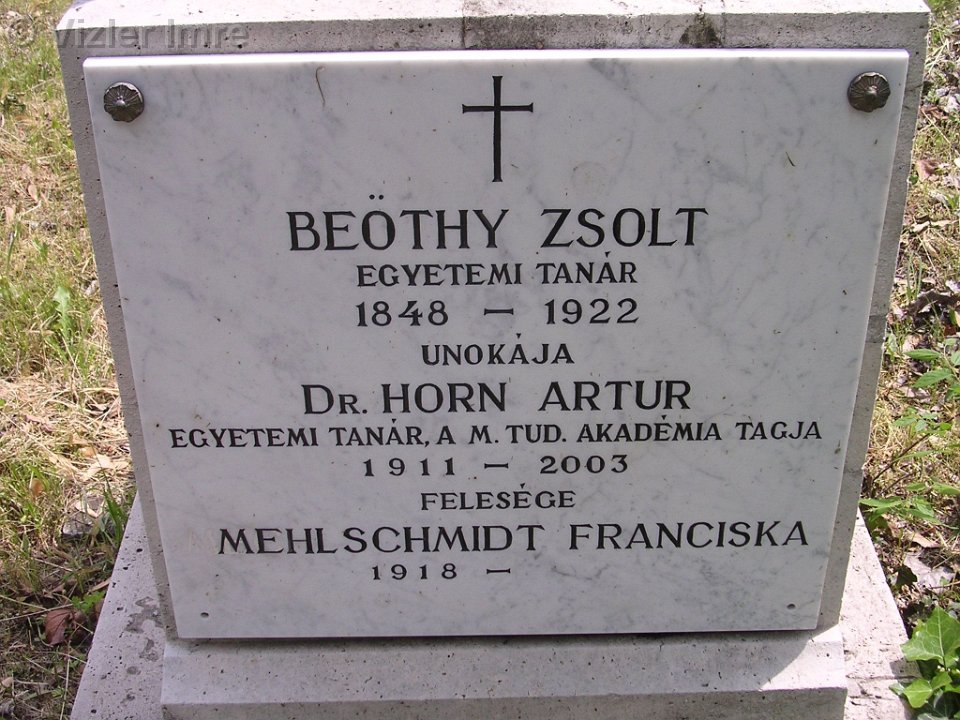 © Vizler Imre
BEÖTHY ZSOLT
EGYETEMI TANÁR
1848 – 1922
UNOKÁJA
DR. HORN ARTUR
EGYETEMI TANÁR, A M. TUD. AKADÉMIA TAGJA
1911 – 2003
FELESÉGE
MEHLSCHMIDT FRANCISKA
1918 –